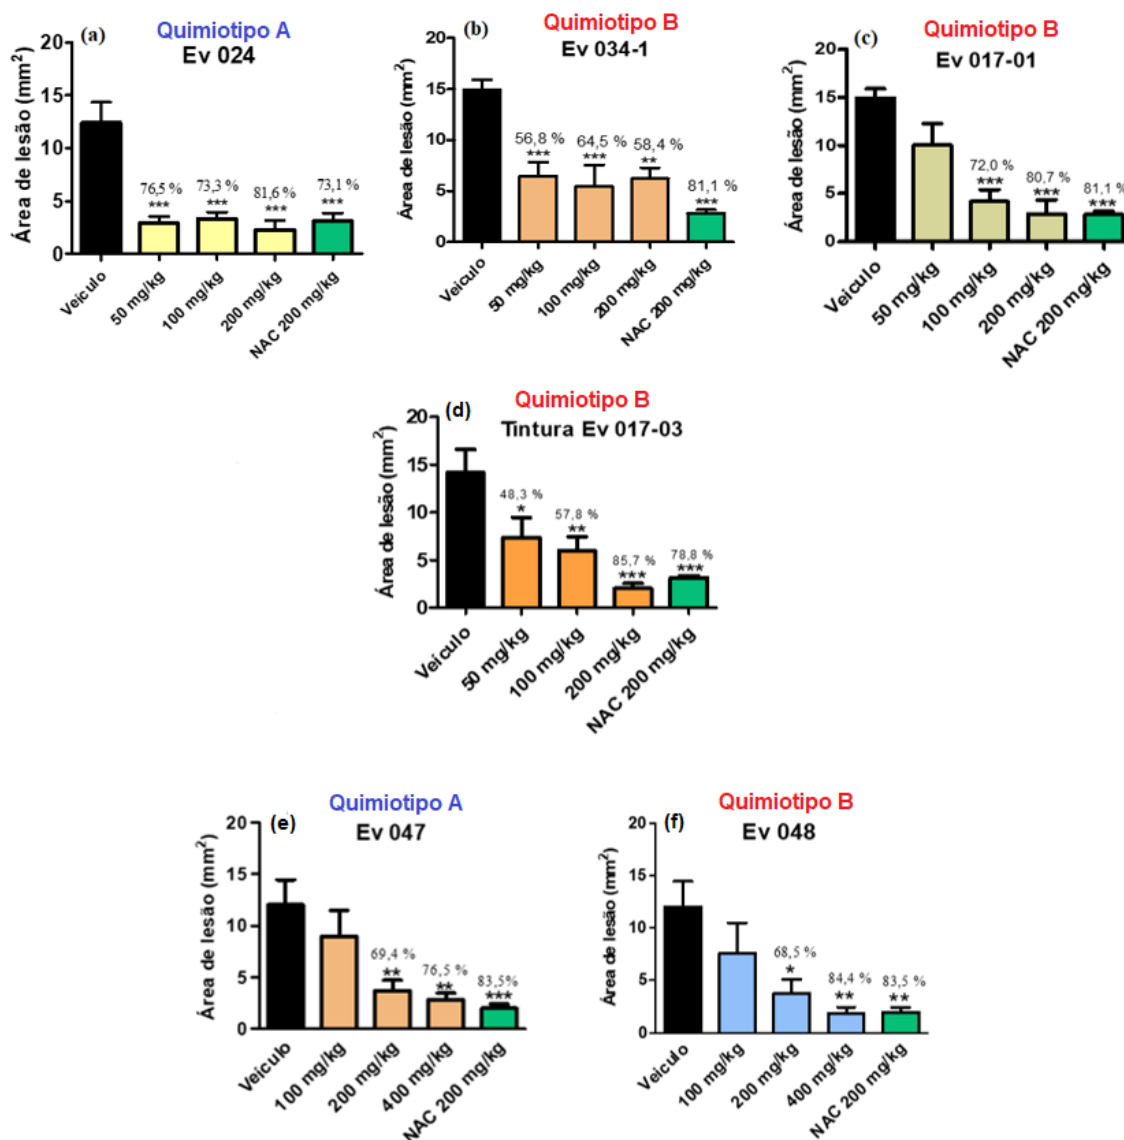 (a)
Quimiotipo A
Ev 024
Área de lesão (mm²)
20
15
10
5
0
76,5 %
***
73,3 %
***
81,6 %
***
73,1 %
***
Veículo
50 mg/kg
100 mg/kg
200 mg/kg
NAC 200 mg/kg
(b)
Quimiotipo B
Ev 034-1
Área de lesão (mm²)
20
15
10
5
0
56,8 %
***
64,5 %
***
58,4 %
**
81,1 %
***
Veículo
50 mg/kg
100 mg/kg
200 mg/kg
NAC 200 mg/kg
(c)
Quimiotipo B
Ev 017-01
Área de lesão (mm²)
20
15
10
5
0
72,0 %
***
80,7 %
***
81,1 %
***
Veículo
50 mg/kg
100 mg/kg
200 mg/kg
NAC 200 mg/kg
(d)
Quimiotipo B
Tintura Ev 017-03
Área de lesão (mm²)
20
15
10
5
0
48,3 %
*
57,8 %
**
85,7 %
***
78,8 %
***
Veículo
50 mg/kg
100 mg/kg
200 mg/kg
NAC 200 mg/kg
(e)
Quimiotipo A
Ev 047
Área de lesão (mm²)
20
15
10
5
0
69,4 %
**
76,5 %
**
83,5%
***
Veículo
100 mg/kg
200 mg/kg
400 mg/kg
NAC 200 mg/kg
(f)
Quimiotipo B
Ev 048
Área de lesão (mm²)
20
15
10
5
0
68,5 %
*
84,4 %
**
83,5 %
**
Veículo
100 mg/kg
200 mg/kg
400 mg/kg
NAC 200 mg/kg